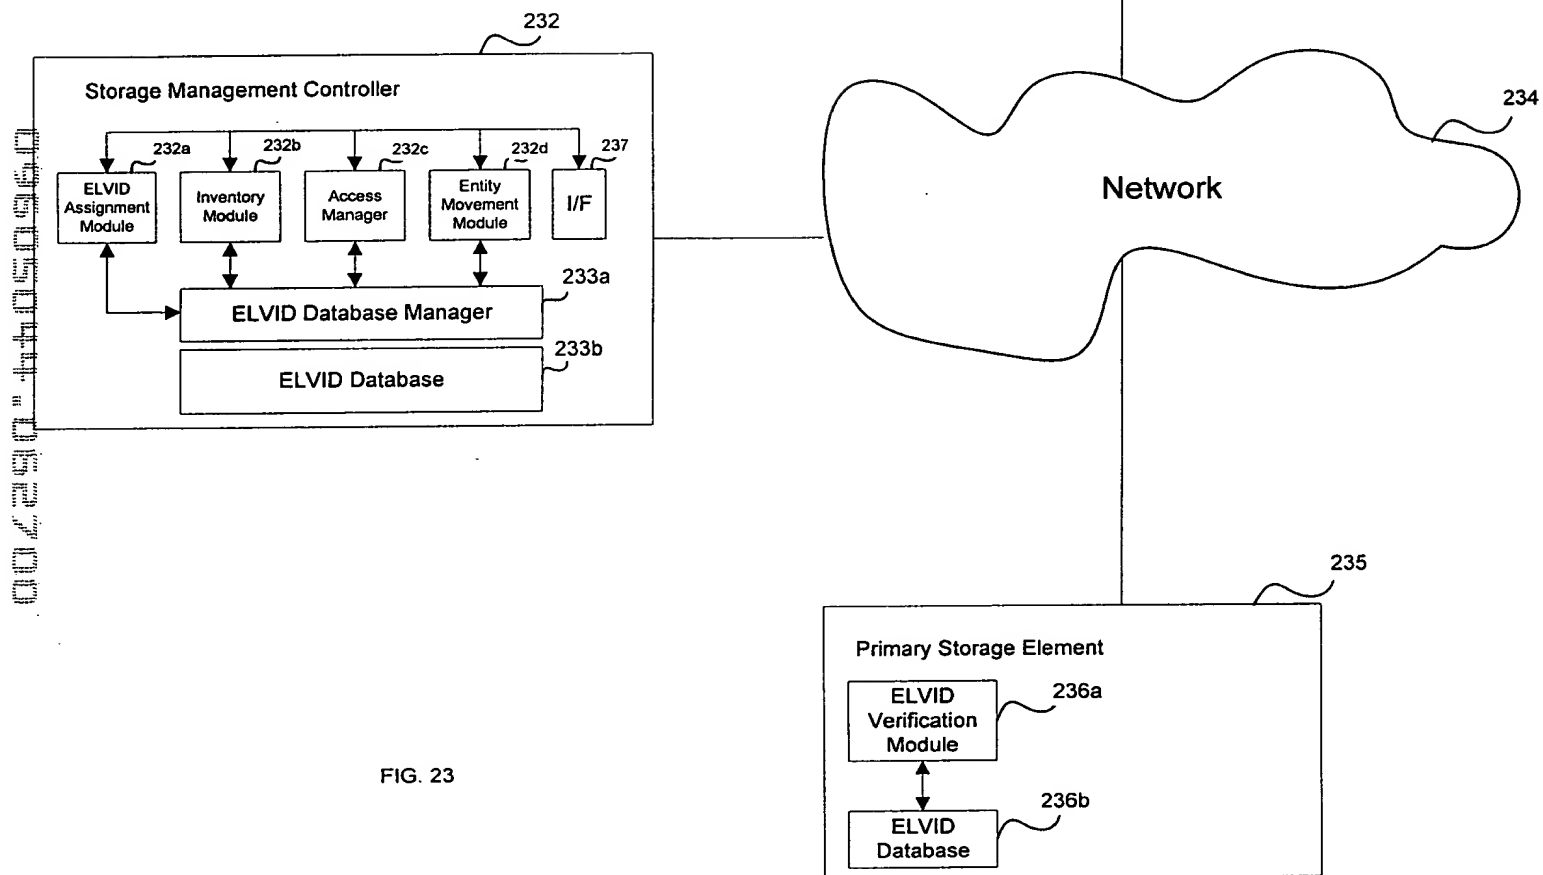 232
Storage Management Controller
232a
232b
232c
232d
237
ELVID
Assignment
Module
Inventory
Module
Access
Manager
Entity
Movement
Module
I/F
233a
ELVID Database Manager
233b
ELVID Database
234
Network
235
Primary Storage Element
ELVID
Verification
Module
236a
236b
ELVID
Database
FIG. 23